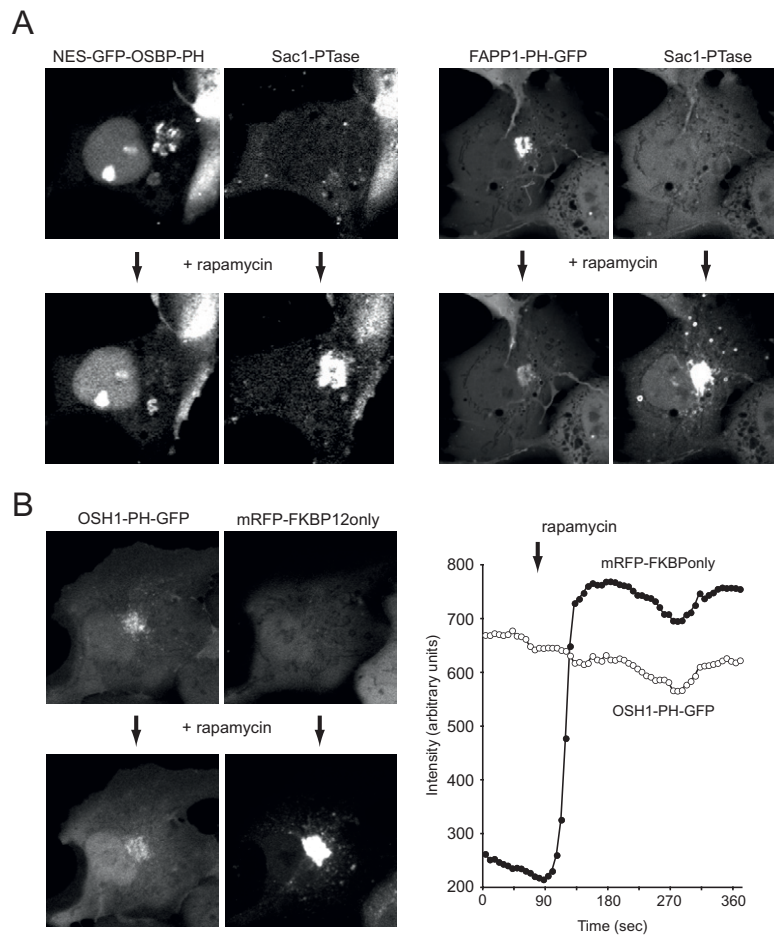 A
NES-GFP-OSBP-PH
Sac1-PTase
FAPP1-PH-GFP
Sac1-PTase
+ rapamycin
+ rapamycin
B
OSH1-PH-GFP
mRFP-FKBP12only
+ rapamycin
rapamycin
800
700
600
500
400
300
200
Intensity (arbitrary units)
mRFP-FKBPonly
OSH1-PH-GFP
0
90
180
270
360
Time (sec)